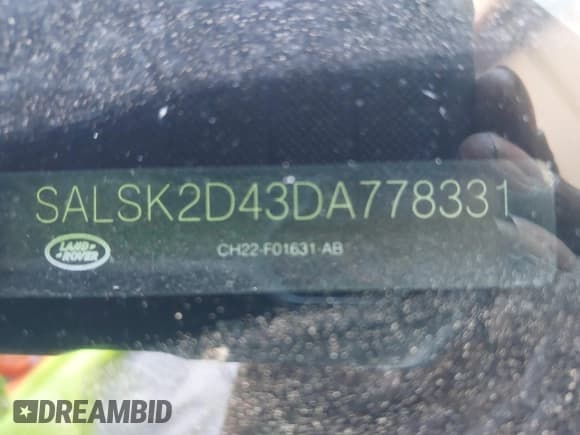 SALSK2D43DA778331
LAND
ROVER
CH22-F01631-AB
DREAMBID